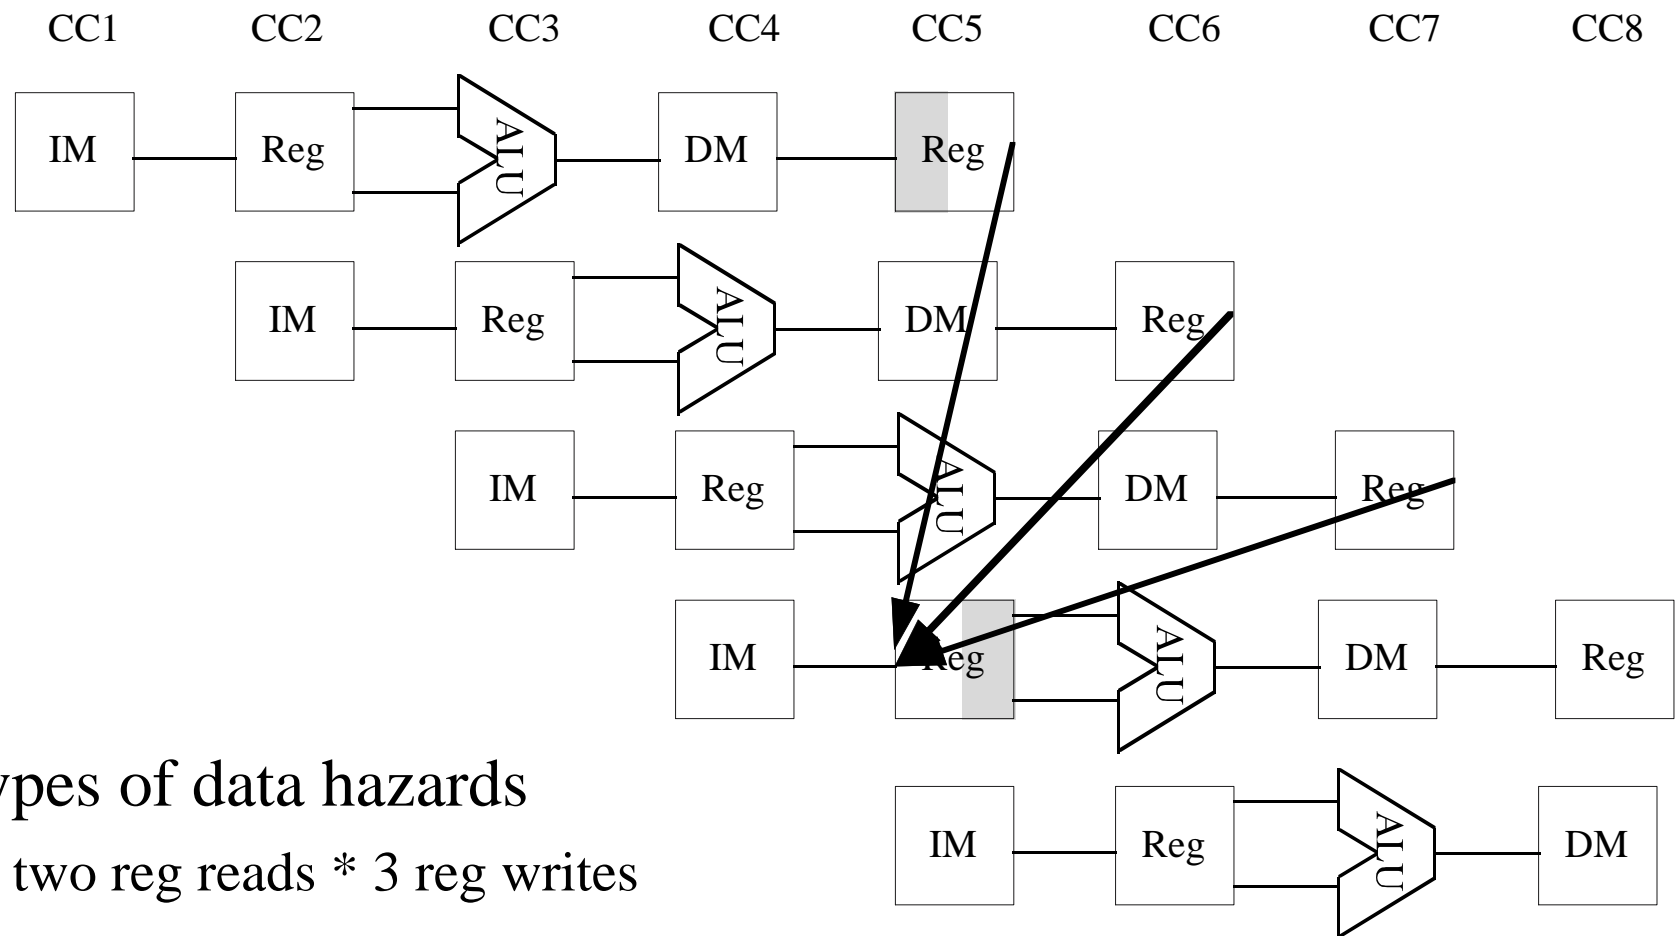 CC1 CC2 CC3 CC4 CC5 CC6 CC7 CC8
IM Reg ALU DM Reg
IM Reg ALU DM Reg
IM Reg ALU DM Reg
IM Reg ALU DM Reg
ypes of data hazards
IM Reg ALU DM
two reg reads * 3 reg writes